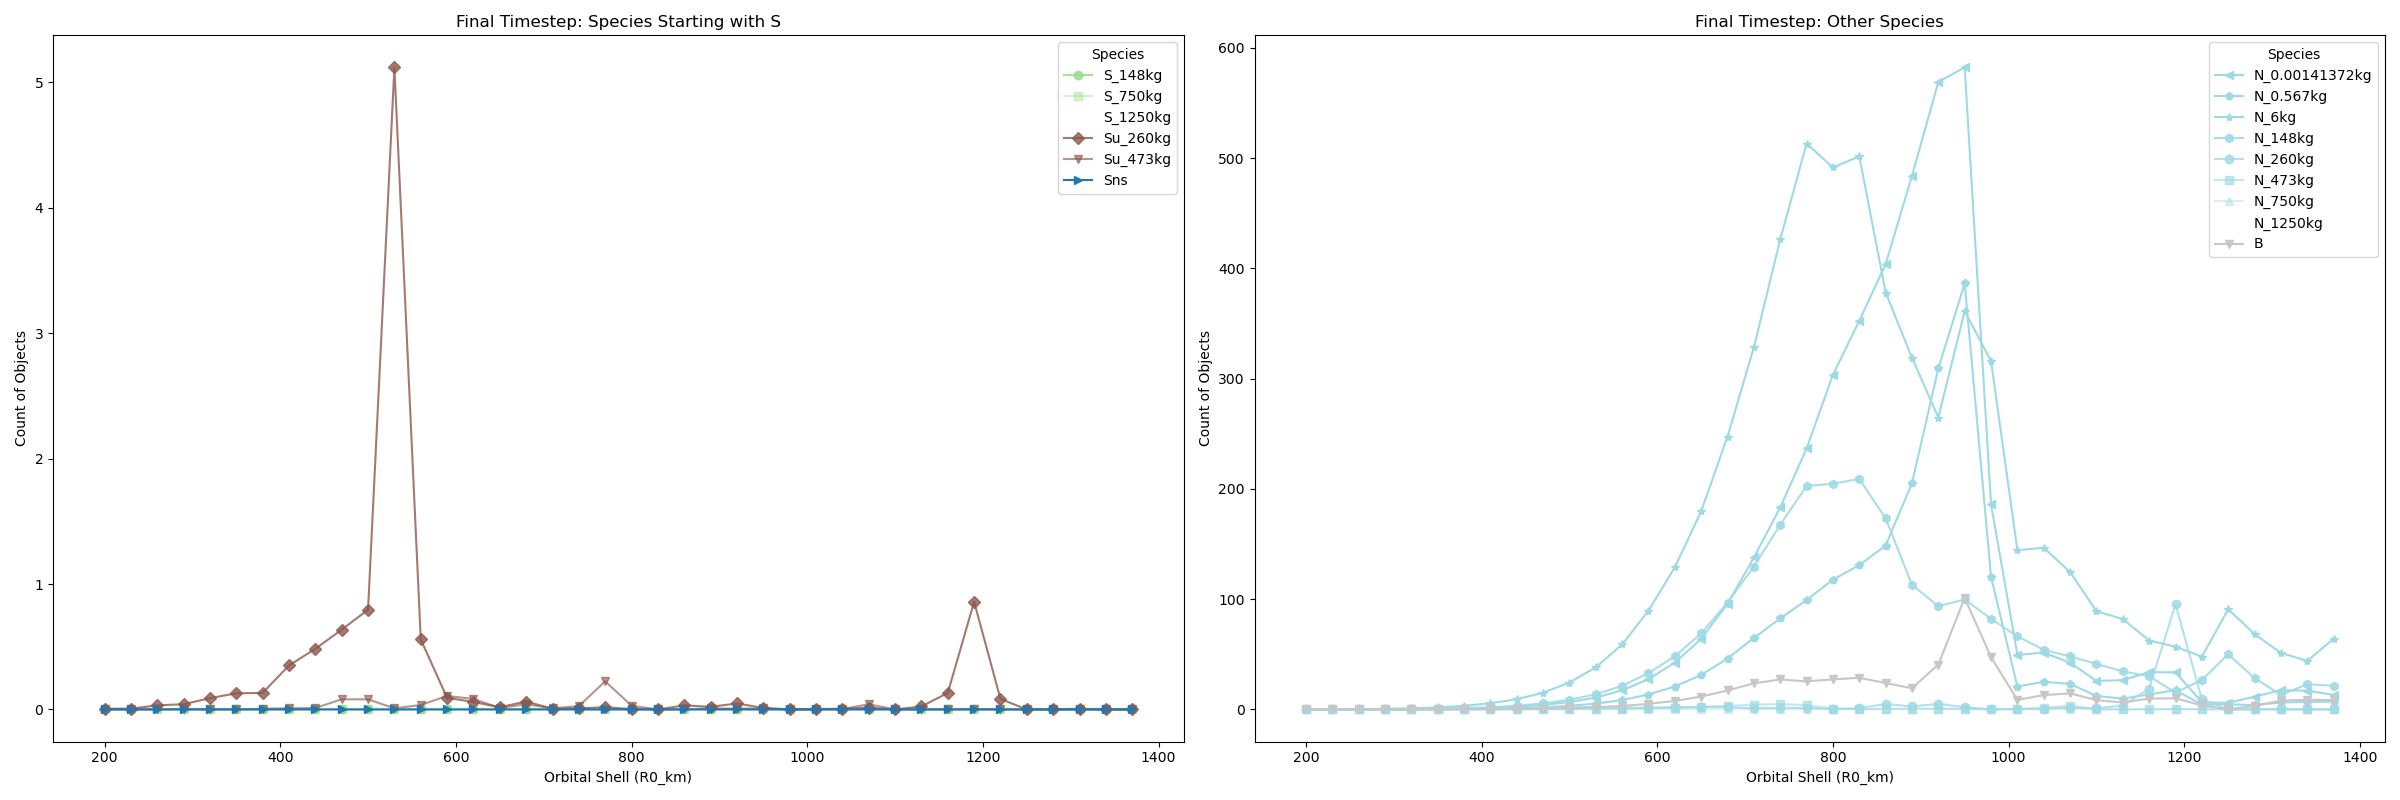 Final Timestep: Species Starting with S
Count of Objects
5
4
3
2
1
0
200
400
600
800
1000
1200
1400
Orbital Shell (R0_km)
Species
S_148kg
S_750kg
S_1250kg
Su_260kg
Su_473kg
Sns
Final Timestep: Other Species
Count of Objects
600
500
400
300
200
100
0
200
400
600
800
1000
1200
1400
Orbital Shell (R0_km)
Species
N_0.00141372kg
N_0.567kg
N_6kg
N_148kg
N_260kg
N_473kg
N_750kg
N_1250kg
B